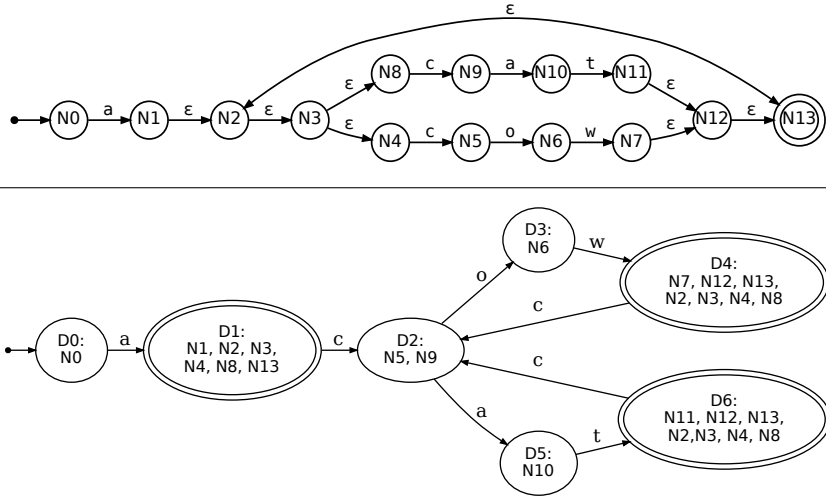 ε
N8
c
N9
a
N10
t
N11
ε
ε
N0
a
N1
ε
N2
ε
N3
N12
ε
N13
ε
N4
c
N5
o
N6
w
N7
ε
D3:
N6
w
D4:
N7, N12, N13,
N2, N3, N4, N8
o
c
D0:
N0
a
D1:
N1, N2, N3,
N4, N8, N13
c
D2:
N5, N9
c
a
D6:
N11, N12, N13,
N2,N3, N4, N8
t
D5:
N10